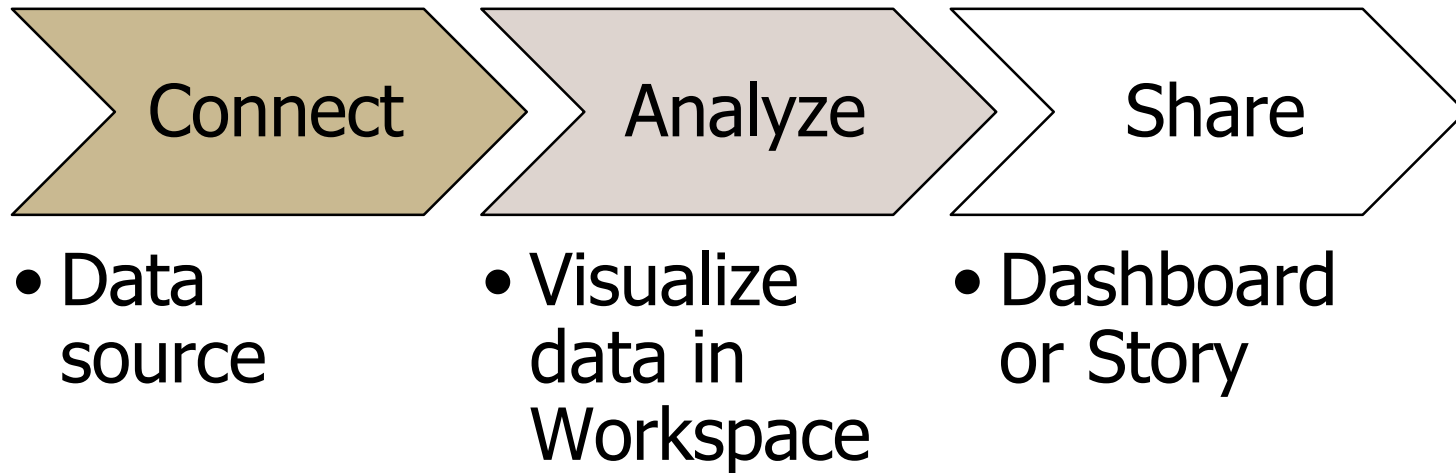 Connect
Analyze
Share
• Data
source
• Visualize
data in
Workspace
• Dashboard
or Story